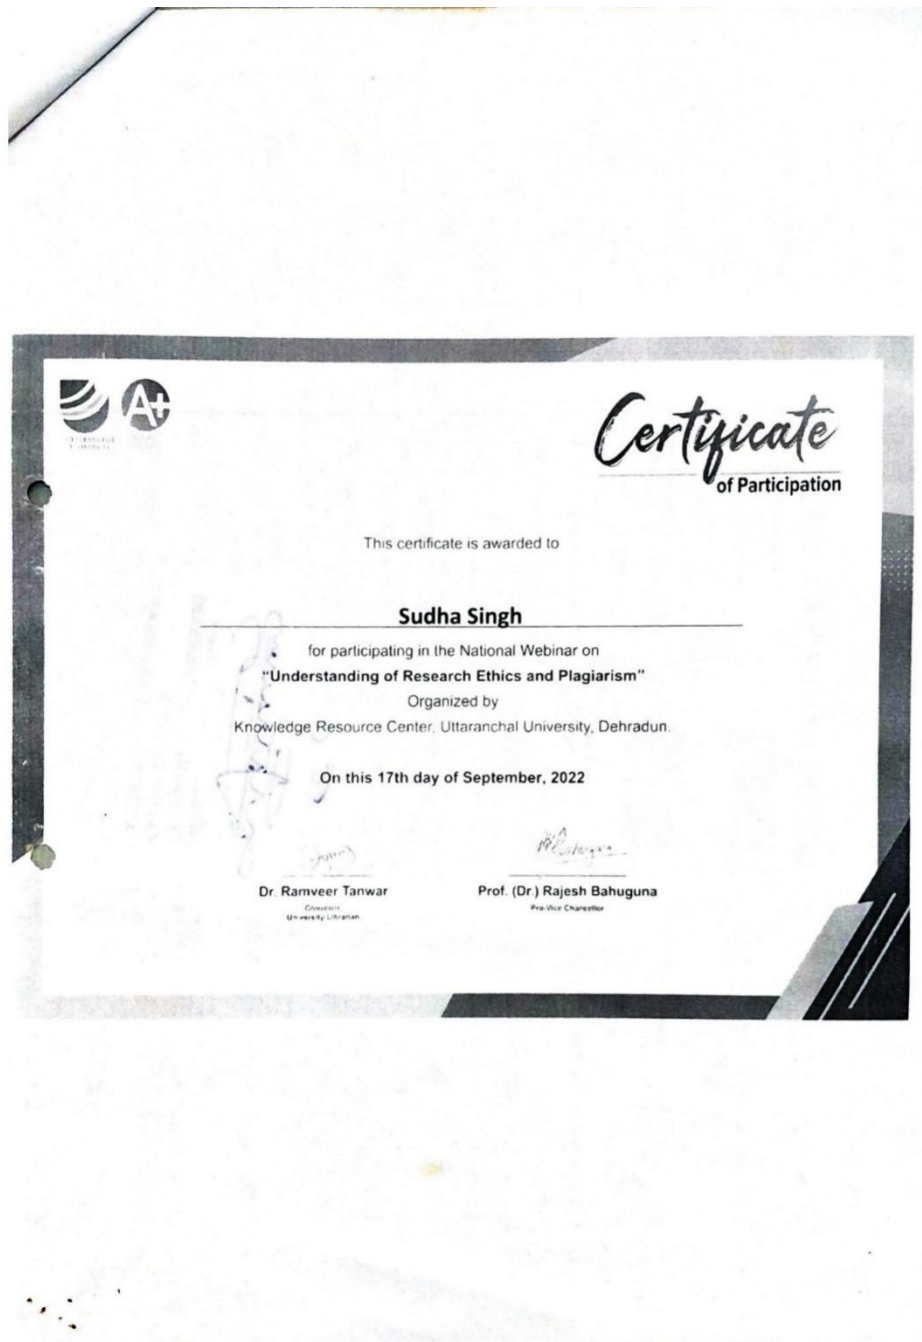 A+
Certificate
of Participation
This certificate is awarded to
Sudha Singh
for participating in the National Webinar on
"Understanding of Research Ethics and Plagiarism"
Organized by
Knowledge Resource Center, Uttaranchal University, Dehradun.
On this 17th day of September, 2022
Dr. Ramveer Tanwar
Convener
University Librarian
Prof. (Dr.) Rajesh Bahuguna
Pro-Vice Chancellor